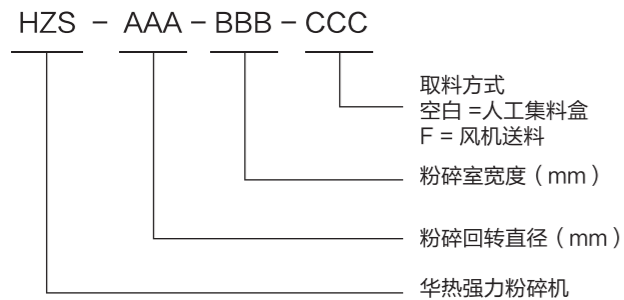 HZS – AAA – BBB – CCC
取料方式
空白 =人工集料盒
F = 风机送料
粉碎室宽度（mm）
粉碎回转直径（mm）
华热强力粉碎机